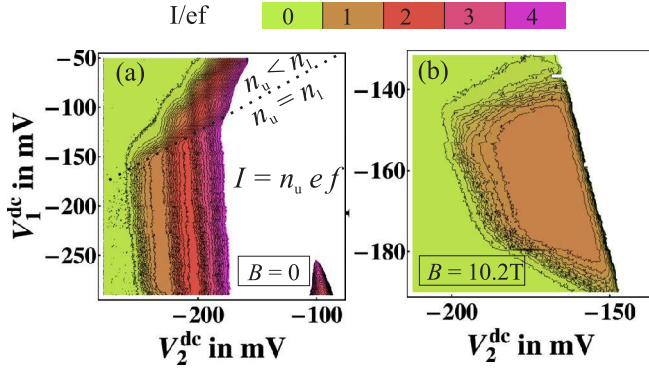 I/ef 0 1 2 3 4
(a)
n_u < n_l
n_u = n_l
I = n_u e f
B = 0
−50
−100
−150
−200
−250
V_1^dc in mV
−200 −100
V_2^dc in mV
(b)
B = 10.2T
−140
−160
−180
−200 −150
V_2^dc in mV